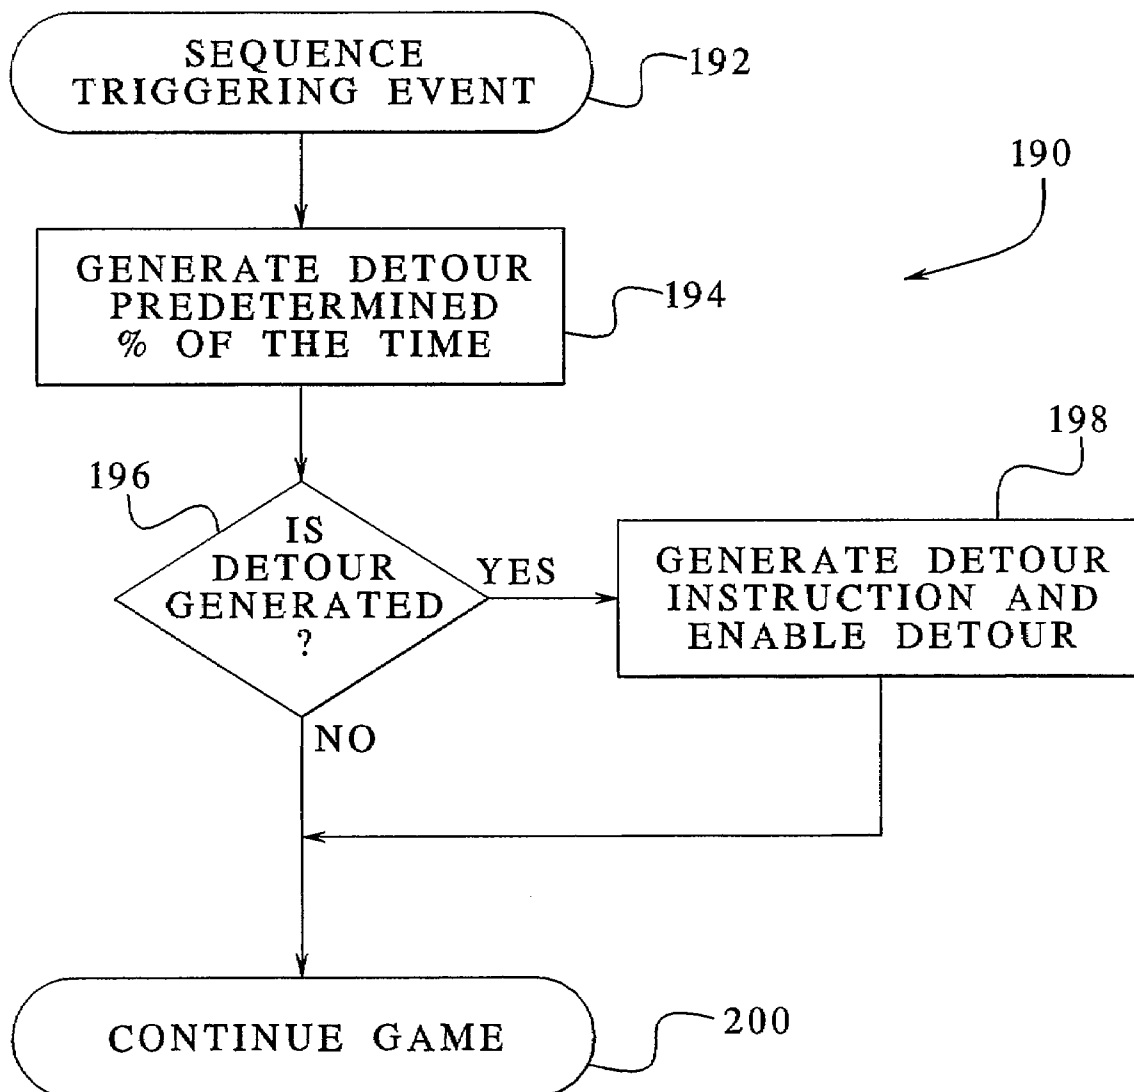 SEQUENCE
TRIGGERING EVENT
192
190
GENERATE DETOUR
PREDETERMINED
% OF THE TIME
194
198
196
IS
DETOUR
GENERATED
?
YES
GENERATE DETOUR
INSTRUCTION AND
ENABLE DETOUR
NO
CONTINUE GAME
200